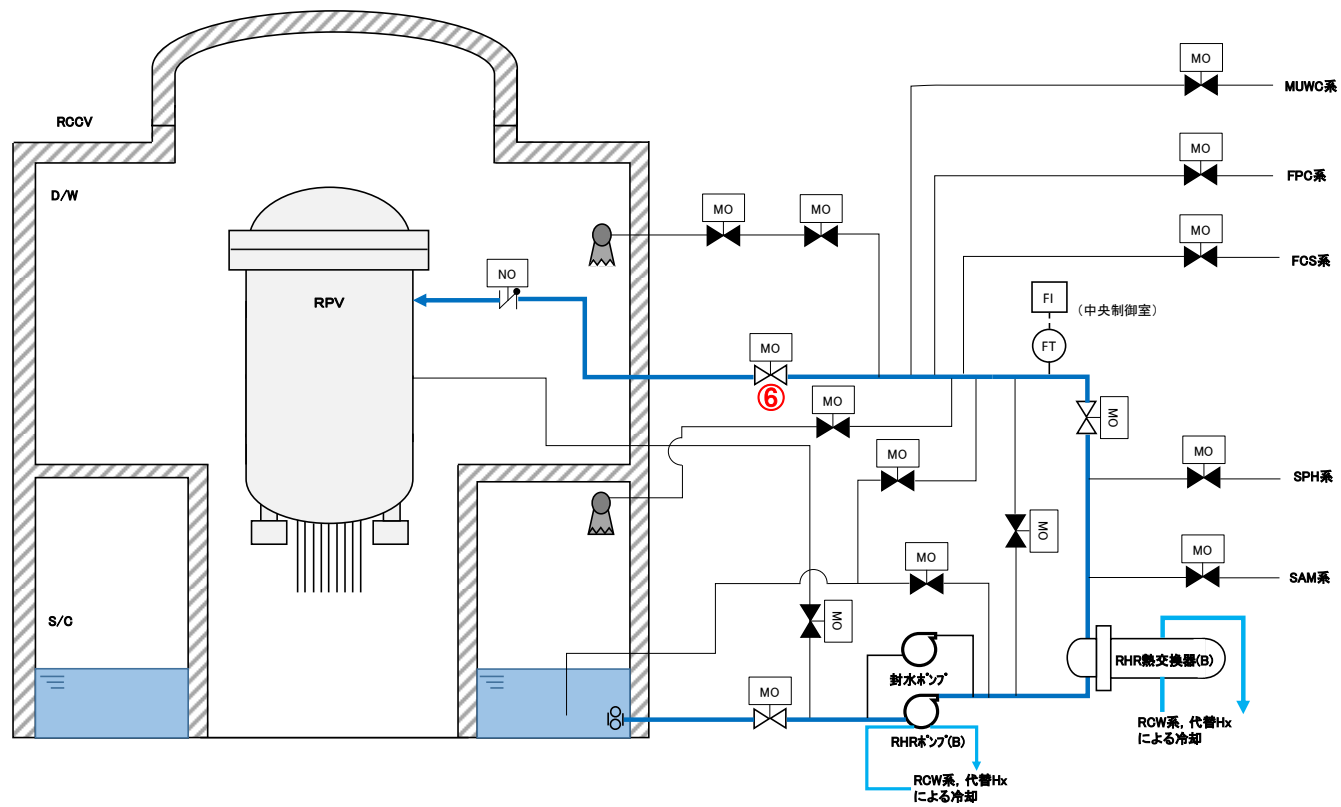 MO
MUWC系
RCCV
MO
FPC系
D/W
MO
MO
MO
FCS系
NO
RPV
FI
(中央制御室)
FT
MO
⑥
MO
MO
MO
MO
SPH系
MO
MO
MO
SAM系
S/C
MO
封水ﾎﾟﾝﾌﾟ
RHR熱交換器(B)
MO
RHRﾎﾟﾝﾌﾟ(B)
RCW系，代替Hx
による冷却
RCW系，代替Hx
による冷却